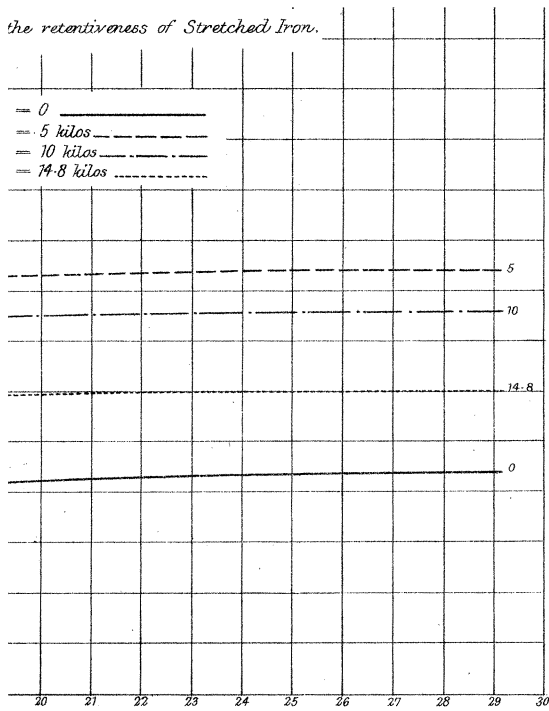 the retentiveness of Stretched Iron.
= 0
= 5 kilos
= 10 kilos
= 14·8 kilos
5
10
14·8
0
20 21 22 23 24 25 26 27 28 29 30